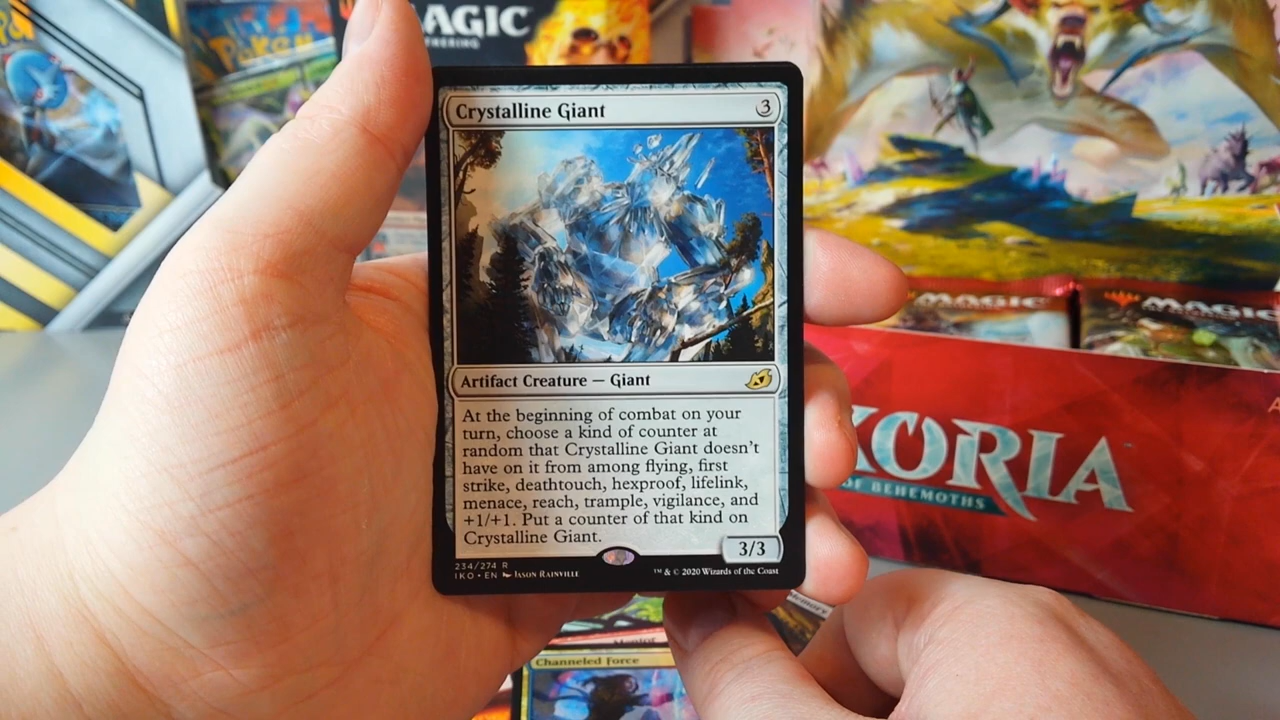 MAGIC
Crystalline Giant 3
Artifact Creature — Giant
At the beginning of combat on your
turn, choose a kind of counter at
random that Crystalline Giant doesn't
have on it from among flying, first
strike, deathtouch, hexproof, lifelink,
menace, reach, trample, vigilance, and
+1/+1. Put a counter of that kind on
Crystalline Giant.
3/3
234/274 R
IKO • EN Jason Rainville
™ & © 2020 Wizards of the Coast
MAGIC
MAGIC
KORIA
OF BEHEMOTHS
Channeled Force